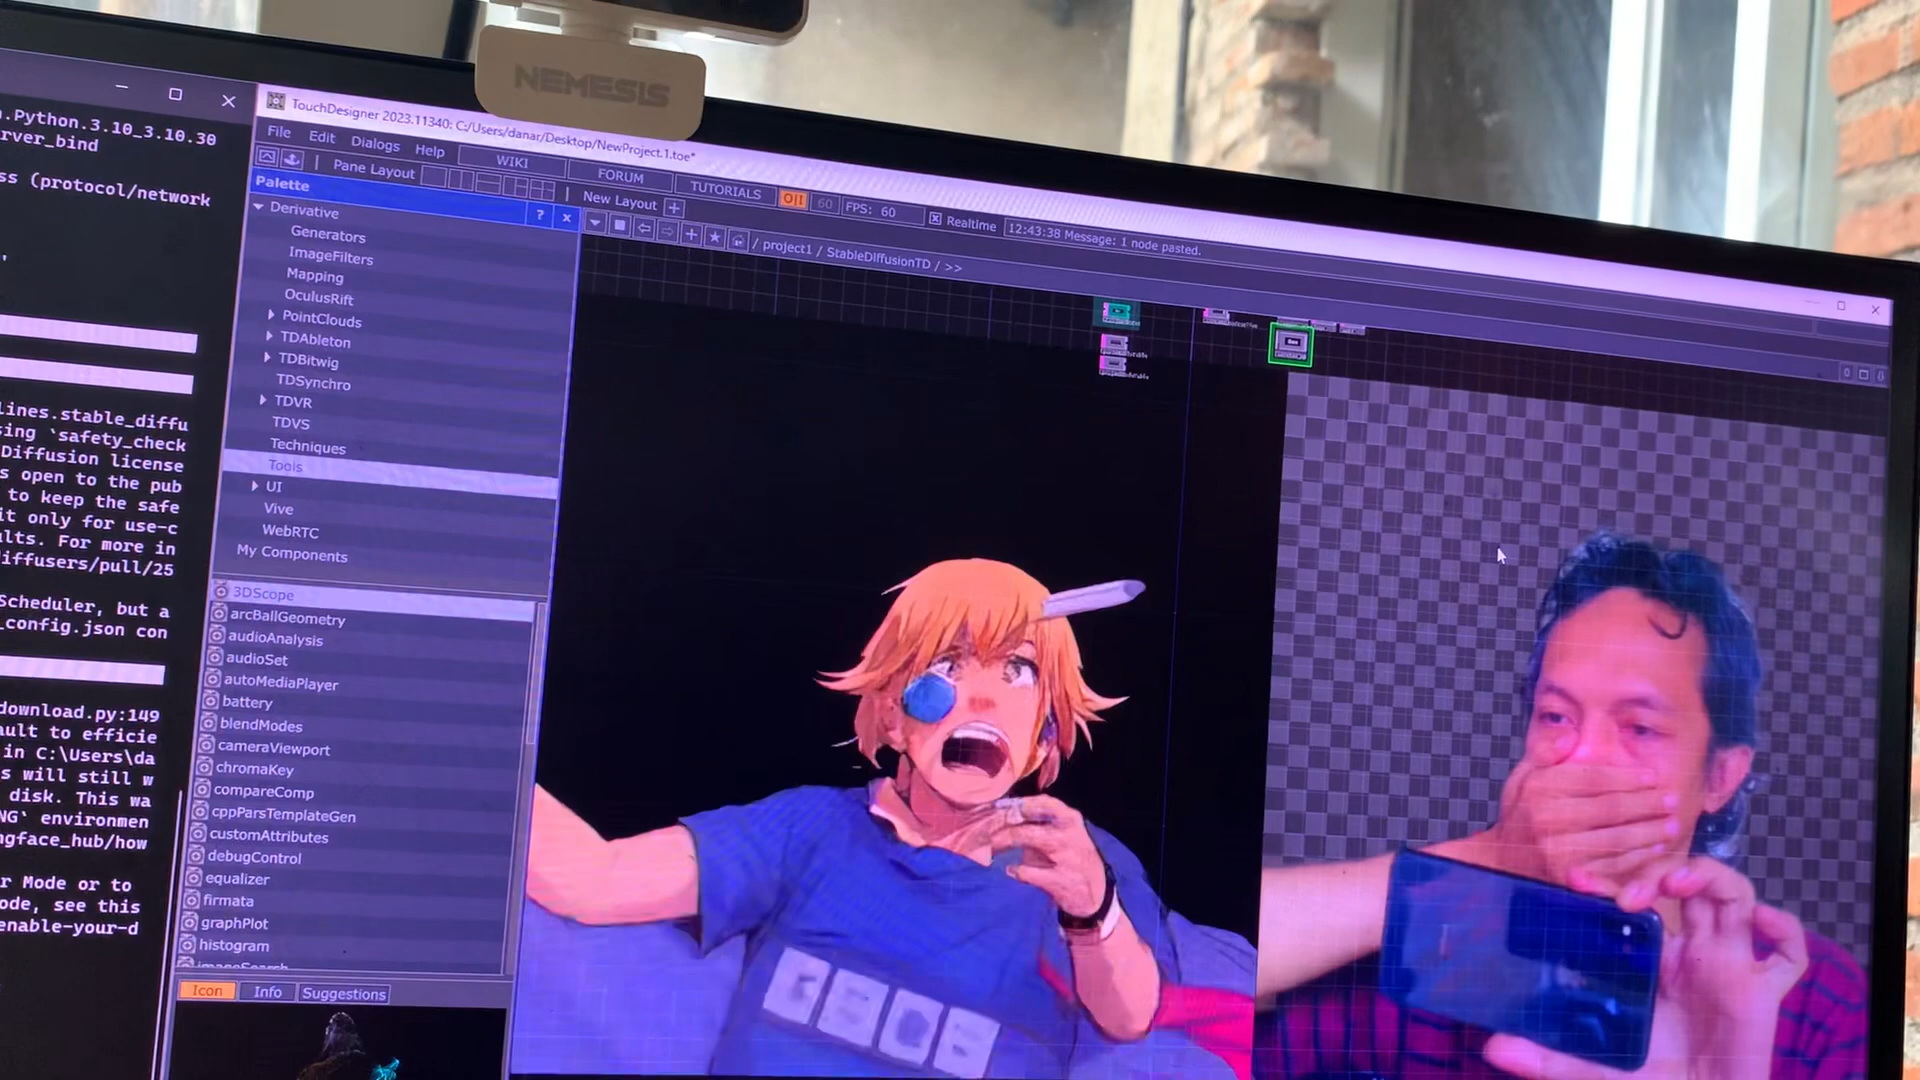 NEMESIS
.Python.3.10_3.10.30
rver_bind
ss (protocol/network
lines.stable_diffu
sing `safety_check
Diffusion license
s open to the pub
to keep the safe
it only for use-c
ults. For more in
iffusers/pull/25
Scheduler, but a
_config.json con
download.py:149
ault to efficie
in C:\Users\da
s will still w
disk. This wa
NG` environmen
ngface_hub/how
r Mode or to
ode, see this
enable-your-d
TouchDesigner 2023.11340: C:/Users/danar/Desktop/NewProject.1.toe*
File Edit Dialogs Help WIKI FORUM TUTORIALS O|I 60 FPS: 60 Realtime 12:43:38 Message: 1 node pasted.
Pane Layout New Layout
Palette ? x
/ project1 / StableDiffusionTD / >>
Derivative
Generators
ImageFilters
Mapping
OculusRift
PointClouds
TDAbleton
TDBitwig
TDSynchro
TDVR
TDVS
Techniques
Tools
UI
Vive
WebRTC
My Components
3DScope
arcBallGeometry
audioAnalysis
audioSet
autoMediaPlayer
battery
blendModes
cameraViewport
chromaKey
compareComp
cppParsTemplateGen
customAttributes
debugControl
equalizer
firmata
graphPlot
histogram
imageSearch
Icon Info Suggestions